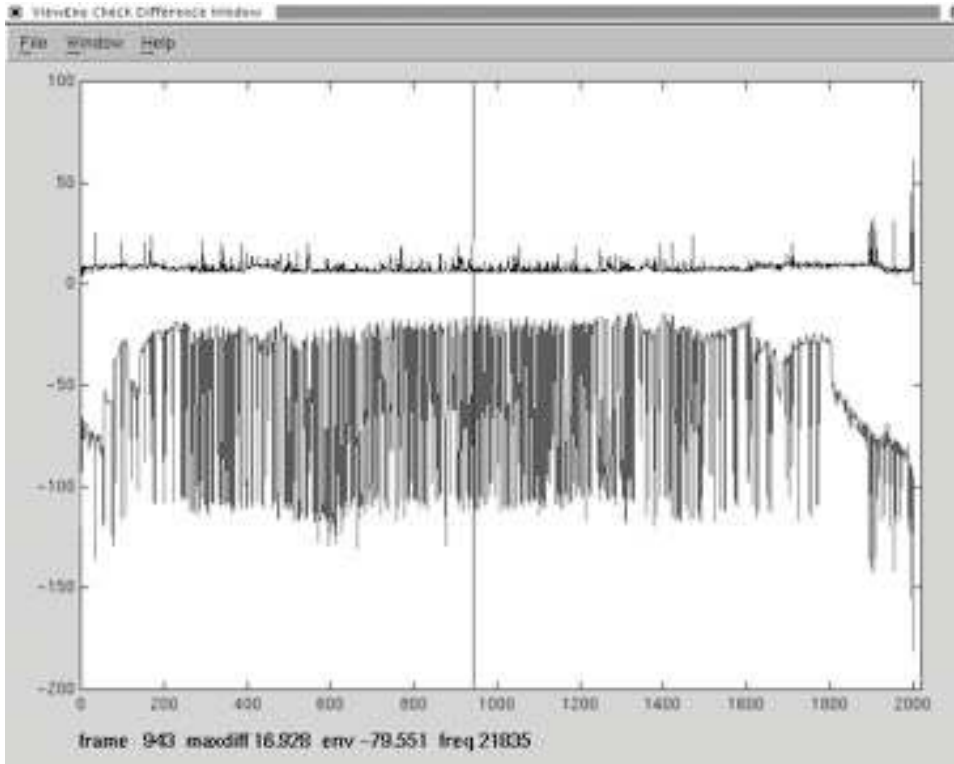 ViewEnv Check Difference Window
File Window Help
100
50
0
-50
-100
-150
-200
0 200 400 600 800 1000 1200 1400 1600 1800 2000
frame 943 maxdiff 16.928 env -79.551 freq 21835